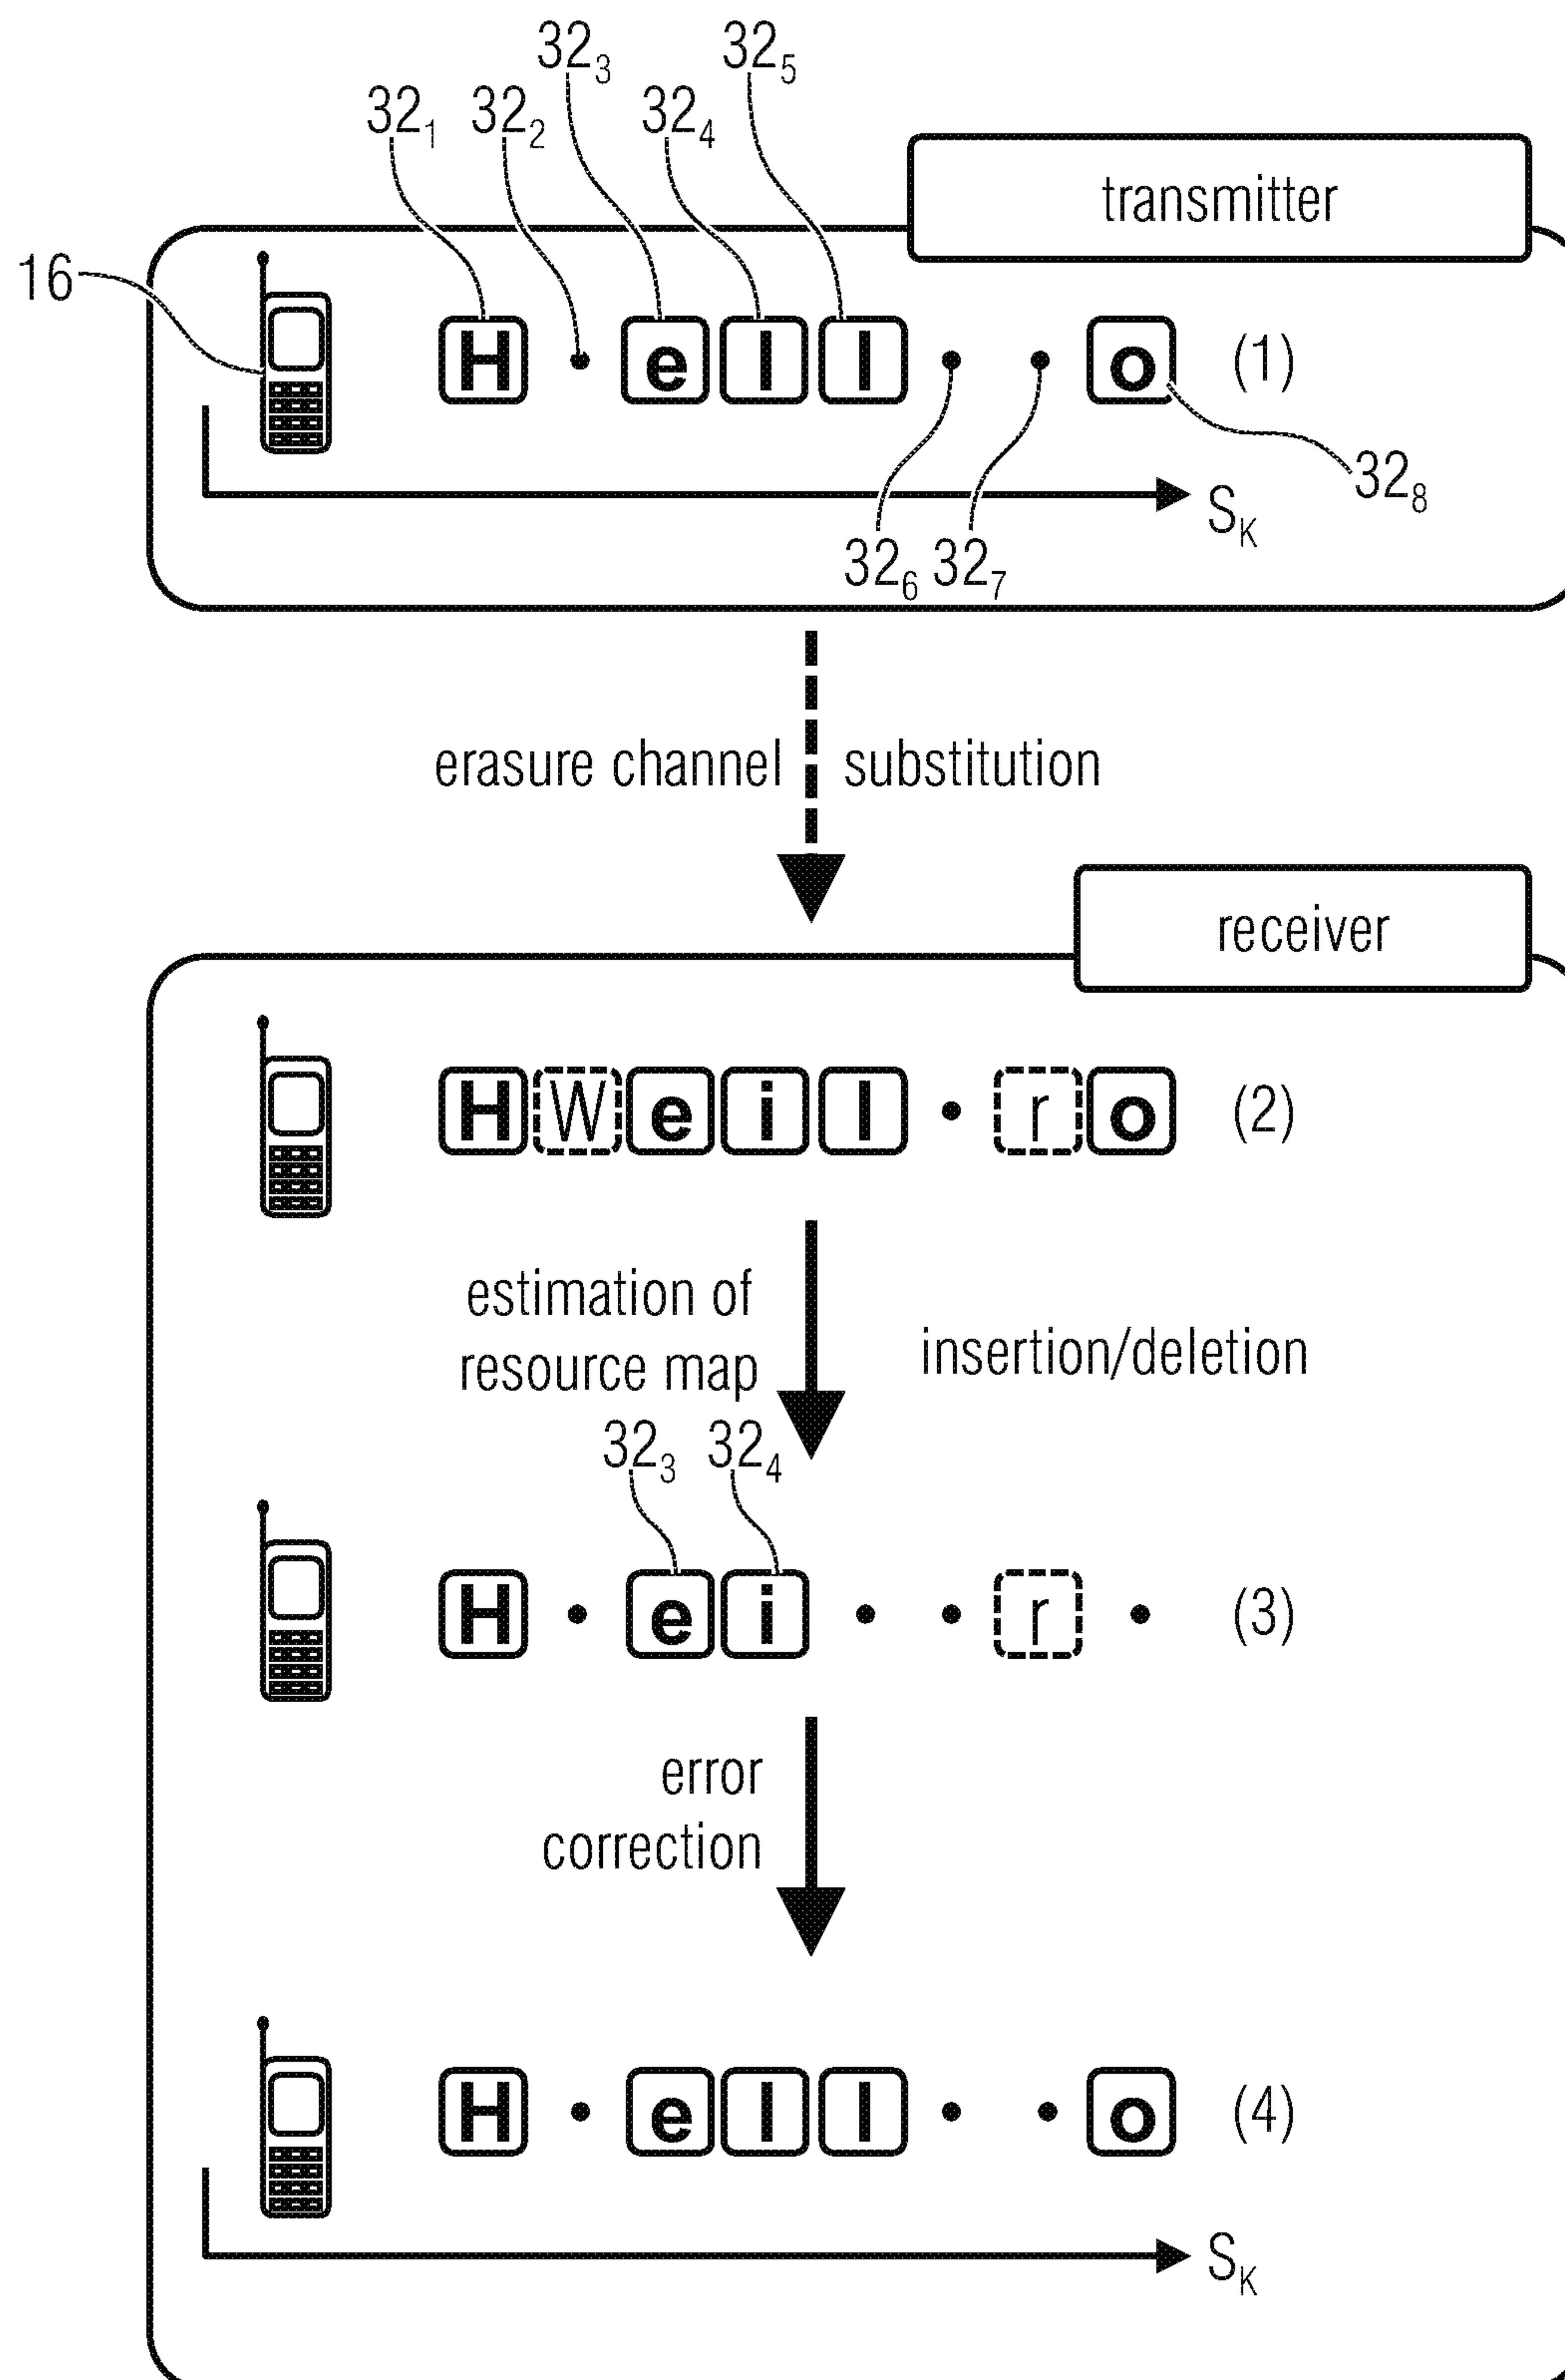 32₃ 32₅
32₁ 32₂ 32₄
transmitter
16
H · e l l · · o (1)
32₈
S_K
32₆ 32₇
erasure channel substitution
receiver
H W e i l · r o (2)
estimation of
resource map
insertion/deletion
32₃ 32₄
H · e i · · r · (3)
error
correction
H · e l l · · o (4)
S_K